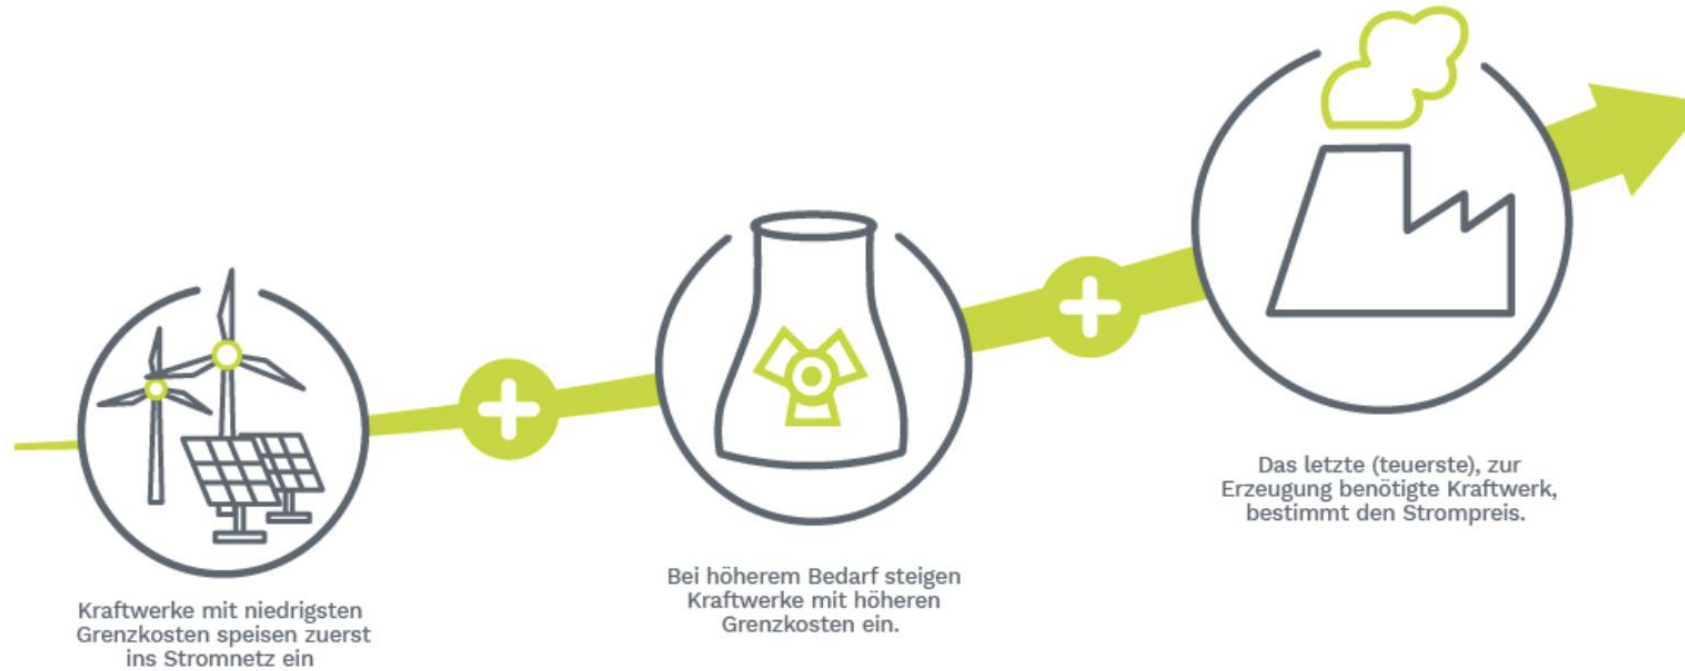 Kraftwerke mit niedrigsten
Grenzkosten speisen zuerst
ins Stromnetz ein
Bei höherem Bedarf steigen
Kraftwerke mit höheren
Grenzkosten ein.
Das letzte (teuerste), zur
Erzeugung benötigte Kraftwerk,
bestimmt den Strompreis.